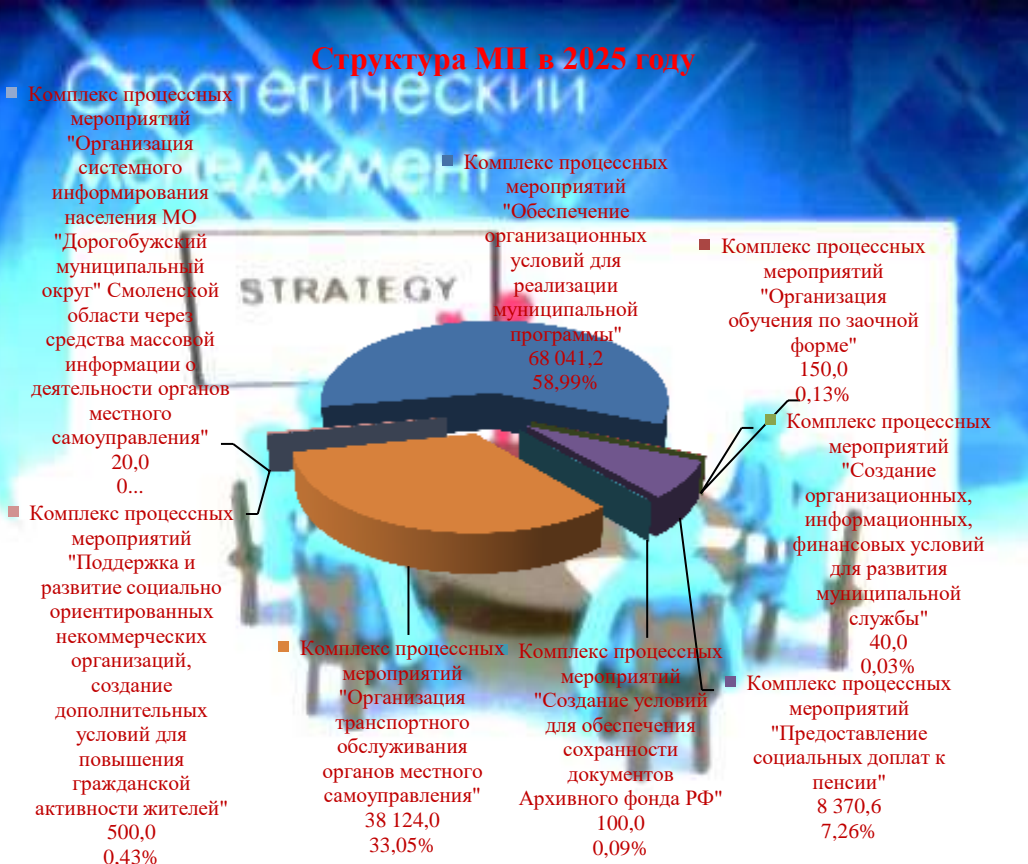 Структура МП в 2025 году
Стратегический
менеджмент
STRATEGY
Комплекс процессных
мероприятий
"Организация
системного
информирования
населения МО
"Дорогобужский
муниципальный
округ" Смоленской
области через
средства массовой
информации о
деятельности органов
местного
самоуправления"
20,0
0...
Комплекс процессных
мероприятий
"Обеспечение
организационных
условий для
реализации
муниципальной
программы"
68 041,2
58,99%
Комплекс процессных
мероприятий
"Организация
обучения по заочной
форме"
150,0
0,13%
Комплекс процессных
мероприятий
"Создание
организационных,
информационных,
финансовых условий
для развития
муниципальной
службы"
40,0
0,03%
Комплекс процессных
мероприятий
"Поддержка и
развитие социально
ориентированных
некоммерческих
организаций,
создание
дополнительных
условий для
повышения
гражданской
активности жителей"
500,0
0,43%
Комплекс процессных
мероприятий
"Организация
транспортного
обслуживания
органов местного
самоуправления"
38 124,0
33,05%
Комплекс процессных
мероприятий
"Создание условий
для обеспечения
сохранности
документов
Архивного фонда РФ"
100,0
0,09%
Комплекс процессных
мероприятий
"Предоставление
социальных доплат к
пенсии"
8 370,6
7,26%